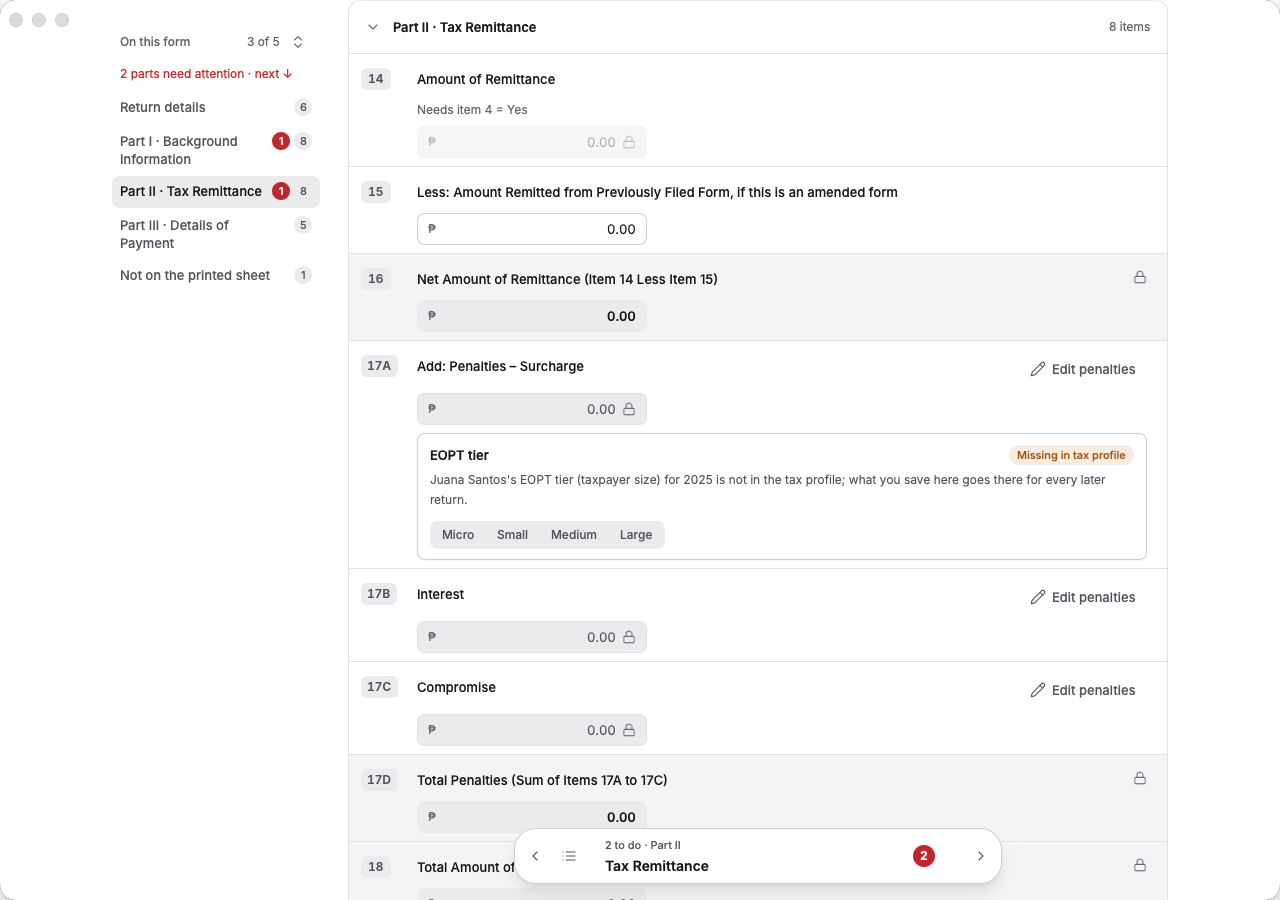 On this form
3 of 5
2 parts need attention · next ↓
Return details
6
Part I · Background Information
1
8
Part II · Tax Remittance
1
8
Part III · Details of Payment
5
Not on the printed sheet
1
Part II · Tax Remittance
8 items
14
Amount of Remittance
Needs item 4 = Yes
₱
0.00
15
Less: Amount Remitted from Previously Filed Form, if this is an amended form
₱
0.00
16
Net Amount of Remittance (Item 14 Less Item 15)
₱
0.00
17A
Add: Penalties – Surcharge
Edit penalties
₱
0.00
EOPT tier
Missing in tax profile
Juana Santos's EOPT tier (taxpayer size) for 2025 is not in the tax profile; what you save here goes there for every later
return.
Micro
Small
Medium
Large
17B
Interest
Edit penalties
₱
0.00
17C
Compromise
Edit penalties
₱
0.00
17D
Total Penalties (Sum of Items 17A to 17C)
₱
0.00
18
Total Amount of
2 to do · Part II
Tax Remittance
2